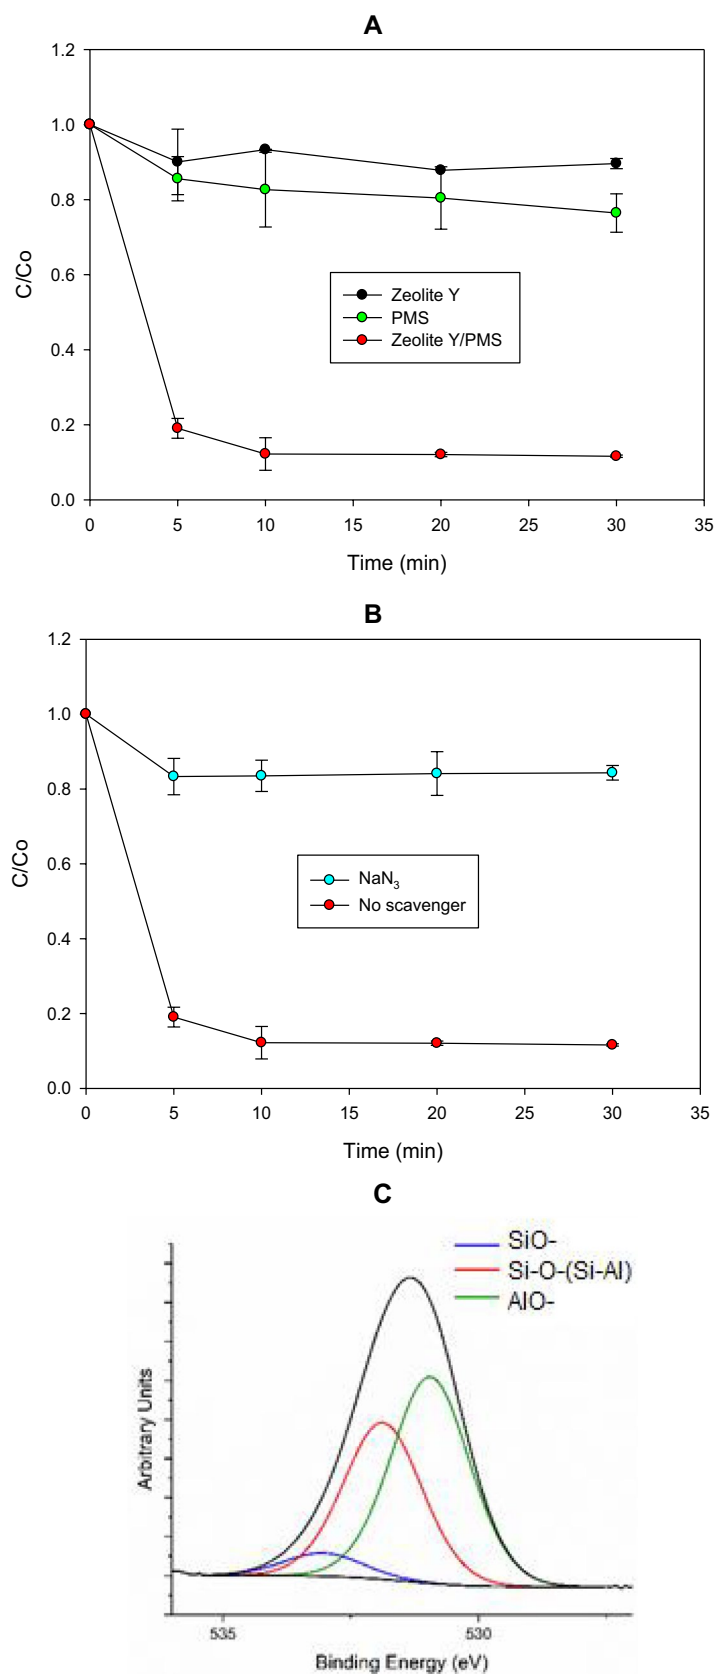 A
1.2
1.0
0.8
0.6
0.4
0.2
0.0
C/Co
Zeolite Y
PMS
Zeolite Y/PMS
0 5 10 15 20 25 30 35
Time (min)
B
1.2
1.0
0.8
0.6
0.4
0.2
0.0
C/Co
NaN₃
No scavenger
0 5 10 15 20 25 30 35
Time (min)
C
SiO-
Si-O-(Si-Al)
AlO-
Arbitrary Units
535 530
Binding Energy (eV)